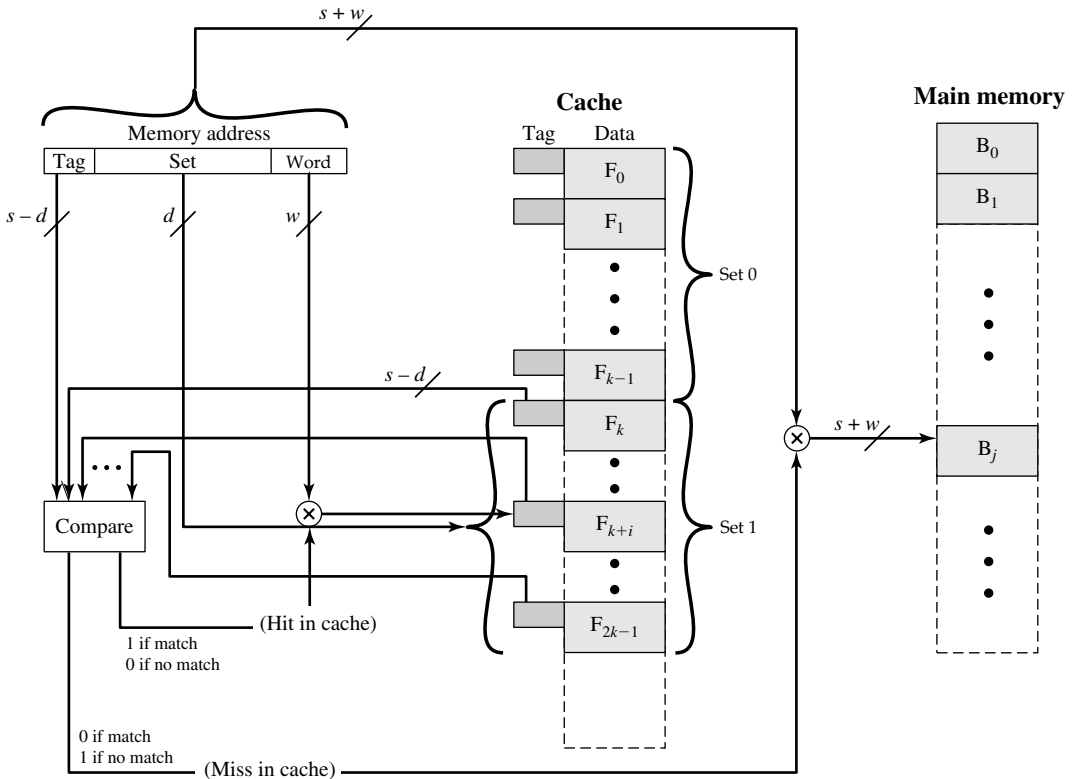 s + w
Cache
Main memory
Memory address
Tag Data
Tag Set Word
B₀
F₀
B₁
s – d d w
F₁
Set 0
Fₖ₋₁
s – d
Fₖ
s + w
Bⱼ
Compare
Fₖ₊ᵢ
Set 1
(Hit in cache)
F₂ₖ₋₁
1 if match
0 if no match
0 if match
1 if no match
(Miss in cache)